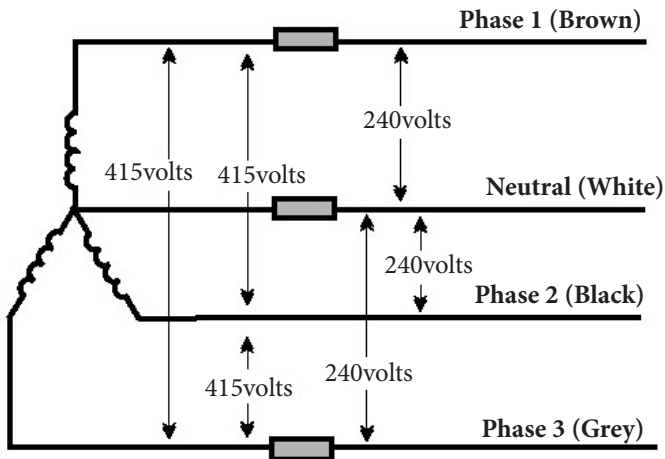 Phase 1 (Brown)
240volts
415volts
415volts
Neutral (White)
240volts
Phase 2 (Black)
240volts
415volts
Phase 3 (Grey)